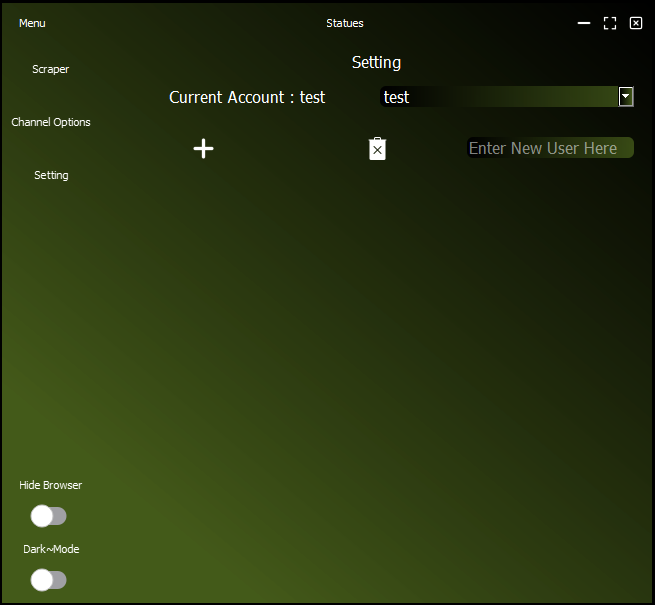 Menu
Statues
Scraper
Setting
Current Account : test
test
Channel Options
Enter New User Here
Setting
Hide Browser
Dark~Mode